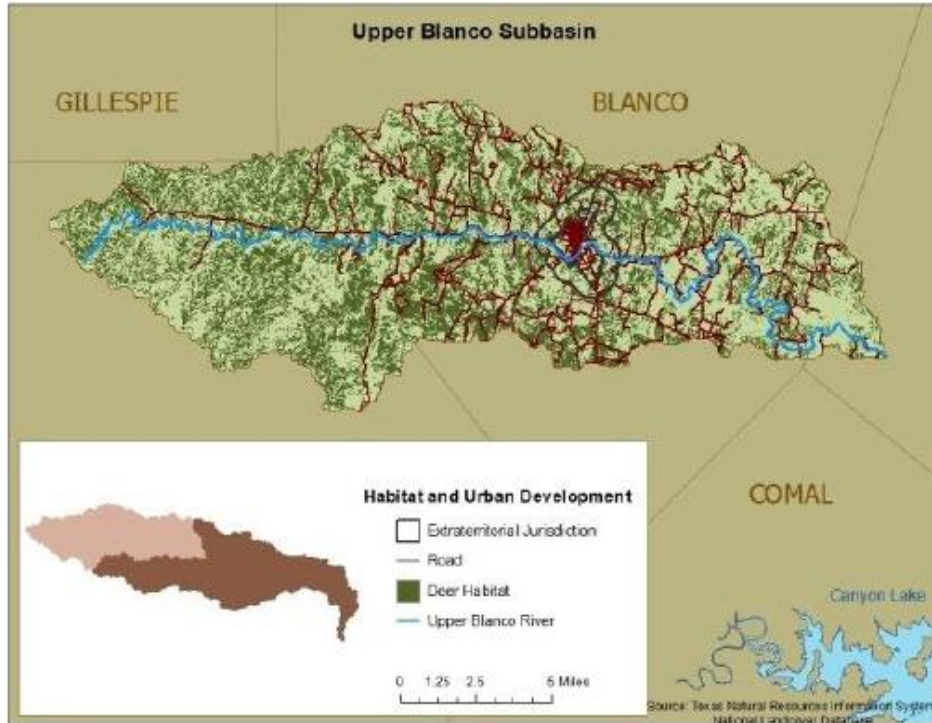 Upper Blanco Subbasin
GILLESPIE
BLANCO
COMAL
Habitat and Urban Development
Extraterritorial Jurisdiction
Road
Deer Habitat
Upper Blanco River
0 1.25 2.5 5 Miles
Canyon Lake
Source: Texas Natural Resources Information System
National Landcover Database